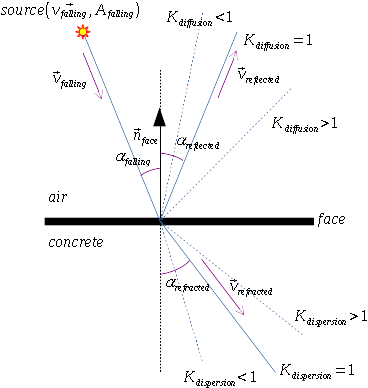 source(v⃗falling, Afalling)
Kdiffusion<1
Kdiffusion=1
v⃗falling
v⃗reflected
n⃗face
Kdiffusion>1
αreflected
αfalling
air
face
concrete
αrefracted
v⃗refracted
Kdispersion>1
Kdispersion<1
Kdispersion=1